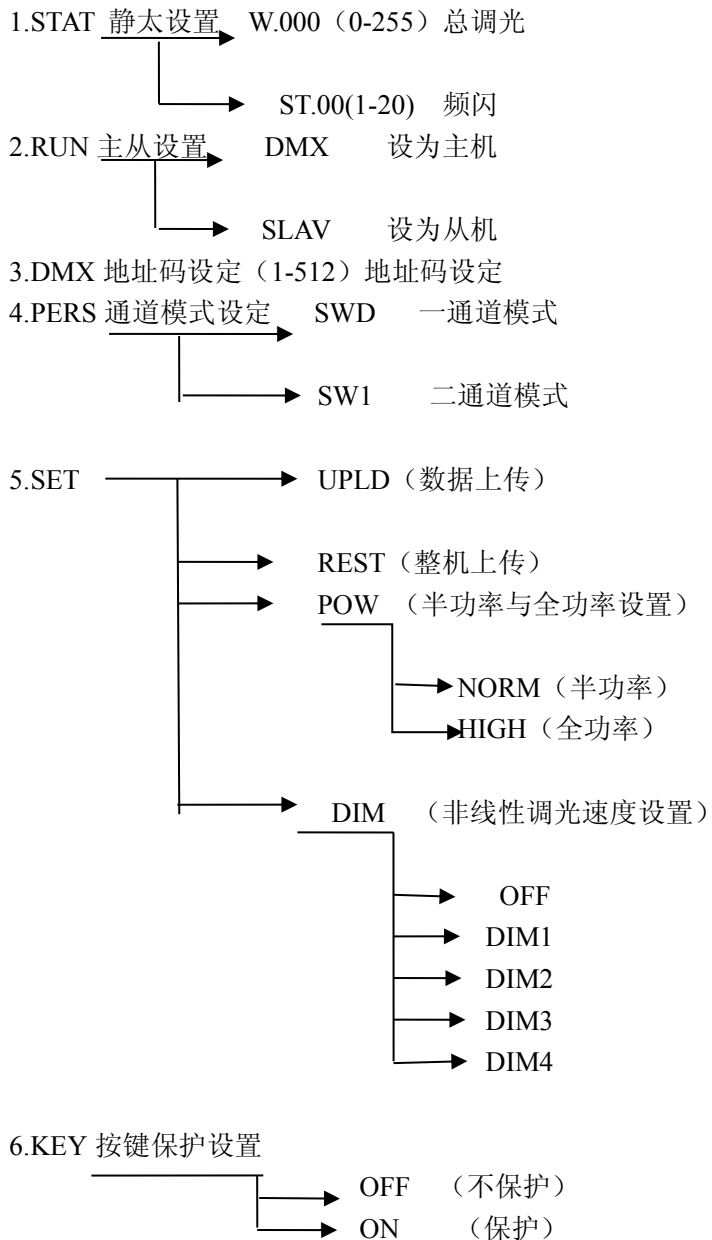 1.STAT 静太设置 W.000（0-255）总调光
ST.00(1-20) 频闪
2.RUN 主从设置 DMX 设为主机
SLAV 设为从机
3.DMX 地址码设定（1-512）地址码设定
4.PERS 通道模式设定 SWD 一通道模式
SW1 二通道模式
5.SET UPLD（数据上传）
REST（整机上传）
POW （半功率与全功率设置）
NORM（半功率）
HIGH（全功率）
DIM （非线性调光速度设置）
OFF
DIM1
DIM2
DIM3
DIM4
6.KEY 按键保护设置
OFF （不保护）
ON （保护）